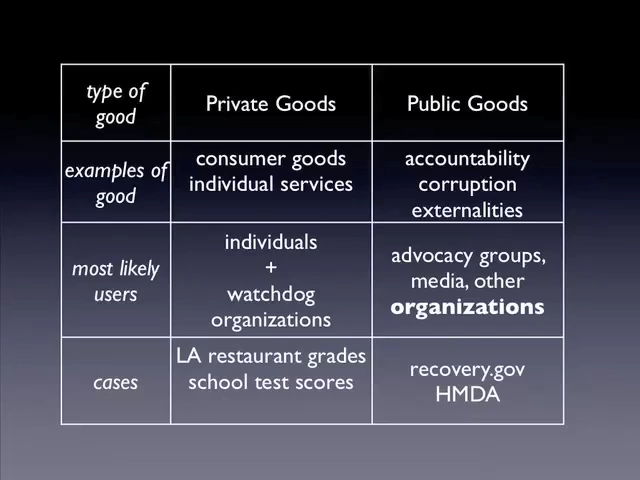 type of
good
Private Goods
Public Goods
examples of
good
consumer goods
individual services
accountability
corruption
externalities
most likely
users
individuals
+
watchdog
organizations
advocacy groups,
media, other
organizations
cases
LA restaurant grades
school test scores
recovery.gov
HMDA